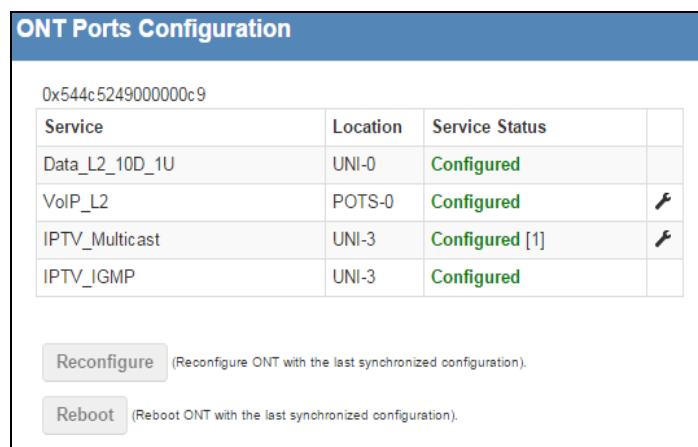 ONT Ports Configuration
0x544c5249000000c9
Service Location Service Status
Data_L2_10D_1U UNI-0 Configured
VoIP_L2 POTS-0 Configured
IPTV_Multicast UNI-3 Configured [1]
IPTV_IGMP UNI-3 Configured
Reconfigure (Reconfigure ONT with the last synchronized configuration).
Reboot (Reboot ONT with the last synchronized configuration).